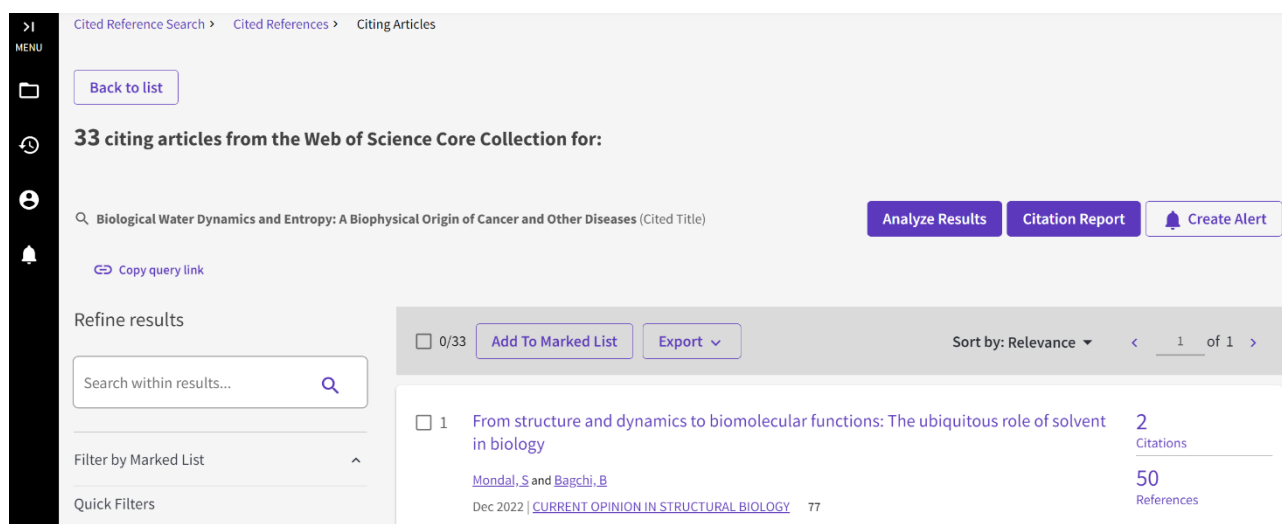 Cited Reference Search > Cited References > Citing Articles
MENU
Back to list
33 citing articles from the Web of Science Core Collection for:
Biological Water Dynamics and Entropy: A Biophysical Origin of Cancer and Other Diseases (Cited Title)
Analyze Results
Citation Report
Create Alert
Copy query link
Refine results
0/33
Add To Marked List
Export
Sort by: Relevance
< 1 of 1 >
Search within results...
Filter by Marked List
Quick Filters
1
From structure and dynamics to biomolecular functions: The ubiquitous role of solvent
in biology
Mondal, S and Bagchi, B
Dec 2022 | CURRENT OPINION IN STRUCTURAL BIOLOGY 77
2
Citations
50
References